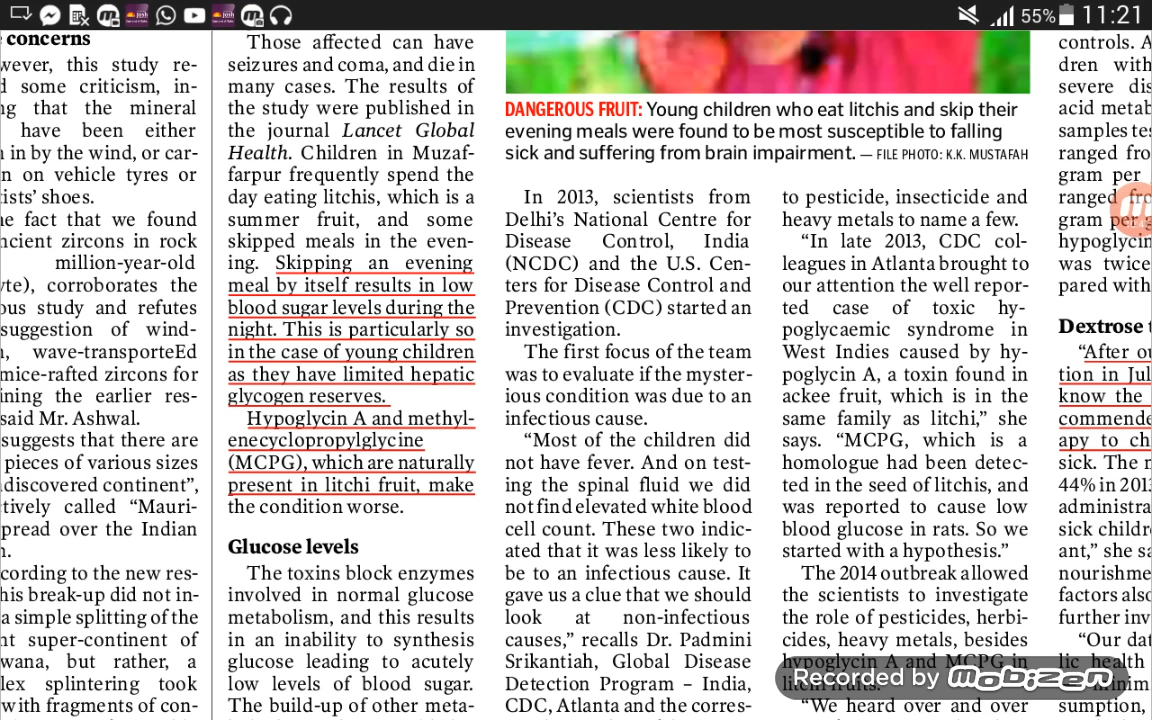 55% 11:21
concerns
wever, this study re-
d some criticism, in-
ng that the mineral
have been either
in by the wind, or car-
n on vehicle tyres or
tists' shoes.
e fact that we found
ncient zircons in rock
million-year-old
yte), corroborates the
ous study and refutes
suggestion of wind-
, wave-transporteEd
mice-rafted zircons for
ining the earlier res-
said Mr. Ashwal.
suggests that there are
pieces of various sizes
discovered continent",
ctively called "Mauri-
pread over the Indian
n.
cording to the new res-
his break-up did not in-
a simple splitting of the
nt super-continent of
wana, but rather, a
lex splintering took
with fragments of con-
Those affected can have
seizures and coma, and die in
many cases. The results of
the study were published in
the journal Lancet Global
Health. Children in Muzaf-
farpur frequently spend the
day eating litchis, which is a
summer fruit, and some
skipped meals in the even-
ing. Skipping an evening
meal by itself results in low
blood sugar levels during the
night. This is particularly so
in the case of young children
as they have limited hepatic
glycogen reserves.
Hypoglycin A and methyl-
enecyclopropylglycine
(MCPG), which are naturally
present in litchi fruit, make
the condition worse.
Glucose levels
The toxins block enzymes
involved in normal glucose
metabolism, and this results
in an inability to synthesis
glucose leading to acutely
low levels of blood sugar.
The build-up of other meta-
DANGEROUS FRUIT: Young children who eat litchis and skip their
evening meals were found to be most susceptible to falling
sick and suffering from brain impairment. — FILE PHOTO: K.K. MUSTAFAH
In 2013, scientists from
Delhi's National Centre for
Disease Control, India
(NCDC) and the U.S. Cen-
ters for Disease Control and
Prevention (CDC) started an
investigation.
The first focus of the team
was to evaluate if the myster-
ious condition was due to an
infectious cause.
"Most of the children did
not have fever. And on test-
ing the spinal fluid we did
not find elevated white blood
cell count. These two indic-
ated that it was less likely to
be to an infectious cause. It
gave us a clue that we should
look at non-infectious
causes," recalls Dr. Padmini
Srikantiah, Global Disease
Detection Program – India,
CDC, Atlanta and the corres-
to pesticide, insecticide and
heavy metals to name a few.
"In late 2013, CDC col-
leagues in Atlanta brought to
our attention the well repor-
ted case of toxic hy-
poglycaemic syndrome in
West Indies caused by hy-
poglycin A, a toxin found in
ackee fruit, which is in the
same family as litchi," she
says. "MCPG, which is a
homologue had been detec-
ted in the seed of litchis, and
was reported to cause low
blood glucose in rats. So we
started with a hypothesis."
The 2014 outbreak allowed
the scientists to investigate
the role of pesticides, herbi-
cides, heavy metals, besides
hypoglycin A and MCPG in
litchi fruits.
"We heard over and over
controls. A
dren with
severe dis
acid metab
samples tes
ranged fro
gram per
ranged fro
gram per g
hypoglycin
was twice
pared with
Dextrose t
"After ou
tion in Jul
know the
commende
apy to ch
sick. The m
44% in 2013
administra
sick childre
ant," she sa
nourishme
factors also
further inv
"Our dat
lic health
minim
sumption,
Recorded by mobizen